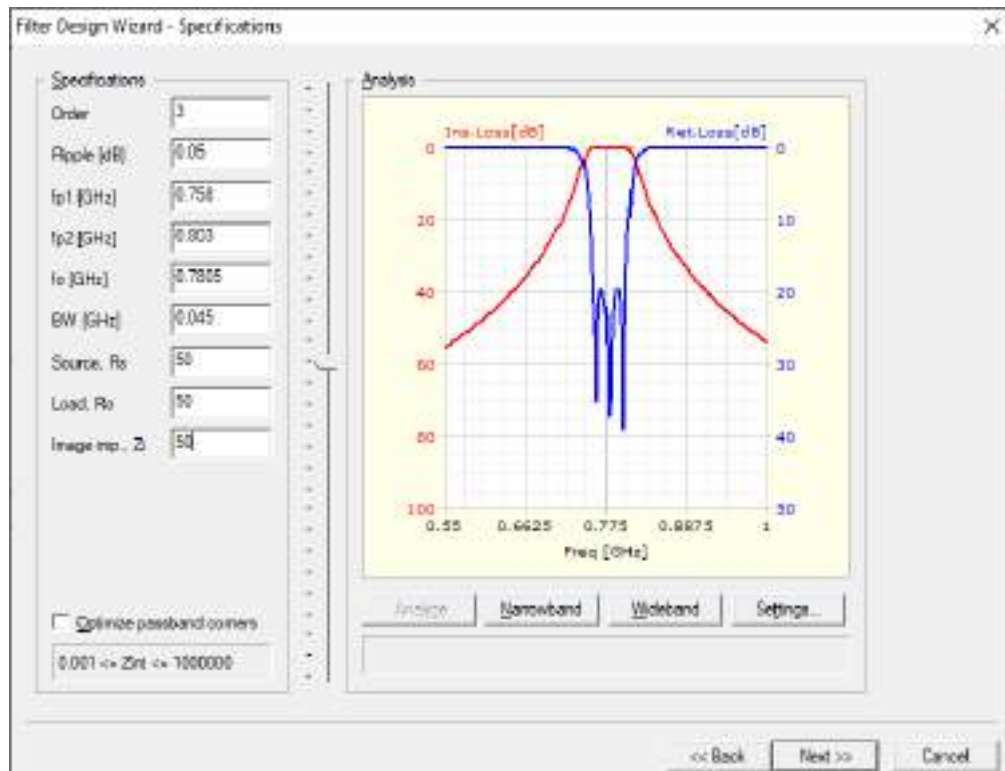 Filter Design Wizard - Specifications
Specifications
Order 3
Ripple [dB] 0.05
fp1 [GHz] 0.758
fp2 [GHz] 0.803
fo [GHz] 0.7805
BW [GHz] 0.045
Source, Rs 50
Load, Ro 50
Image imp., Zi 50
Optimize passband corners
0.001 <= Zint <= 1000000
Analysis
Ins.Loss[dB] Ret.Loss[dB]
0 0
20 10
40 20
60 30
80 40
100 50
0.55 0.6625 0.775 0.8875 1
Freq [GHz]
Analyze Narrowband Wideband Settings...
<< Back Next >> Cancel